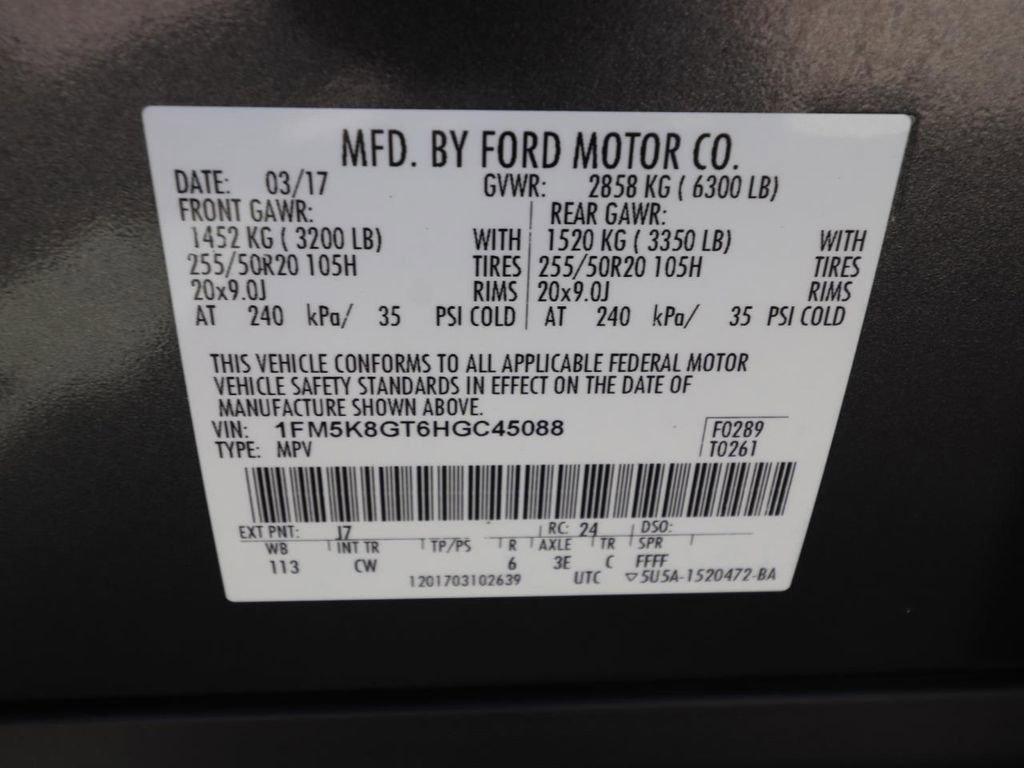 MFD. BY FORD MOTOR CO.
DATE: 03/17 GVWR: 2858 KG ( 6300 LB)
FRONT GAWR: REAR GAWR:
1452 KG ( 3200 LB) WITH 1520 KG ( 3350 LB) WITH
255/50R20 105H TIRES 255/50R20 105H TIRES
20x9.0J RIMS 20x9.0J RIMS
AT 240 kPa/ 35 PSI COLD AT 240 kPa/ 35 PSI COLD
THIS VEHICLE CONFORMS TO ALL APPLICABLE FEDERAL MOTOR
VEHICLE SAFETY STANDARDS IN EFFECT ON THE DATE OF
MANUFACTURE SHOWN ABOVE.
VIN: 1FM5K8GT6HGC45088 F0289
TYPE: MPV T0261
EXT PNT: J7 RC: 24 DSO:
WB INT TR TP/PS R AXLE TR SPR
113 CW 6 3E C FFFF
1201703102639 UTC ▽5U5A-1520472-BA